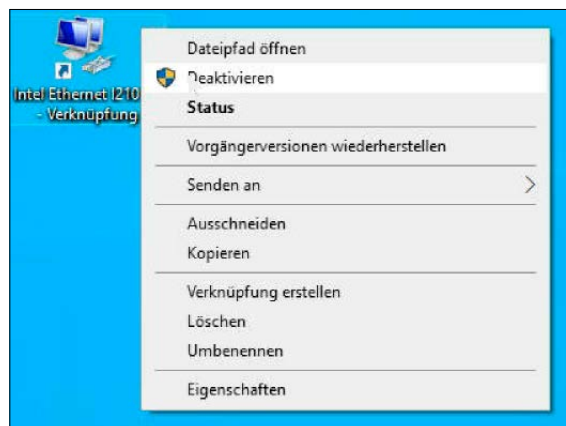 Intel Ethernet I210
- Verknüpfung
Dateipfad öffnen
Deaktivieren
Status
Vorgängerversionen wiederherstellen
Senden an
Ausschneiden
Kopieren
Verknüpfung erstellen
Löschen
Umbenennen
Eigenschaften